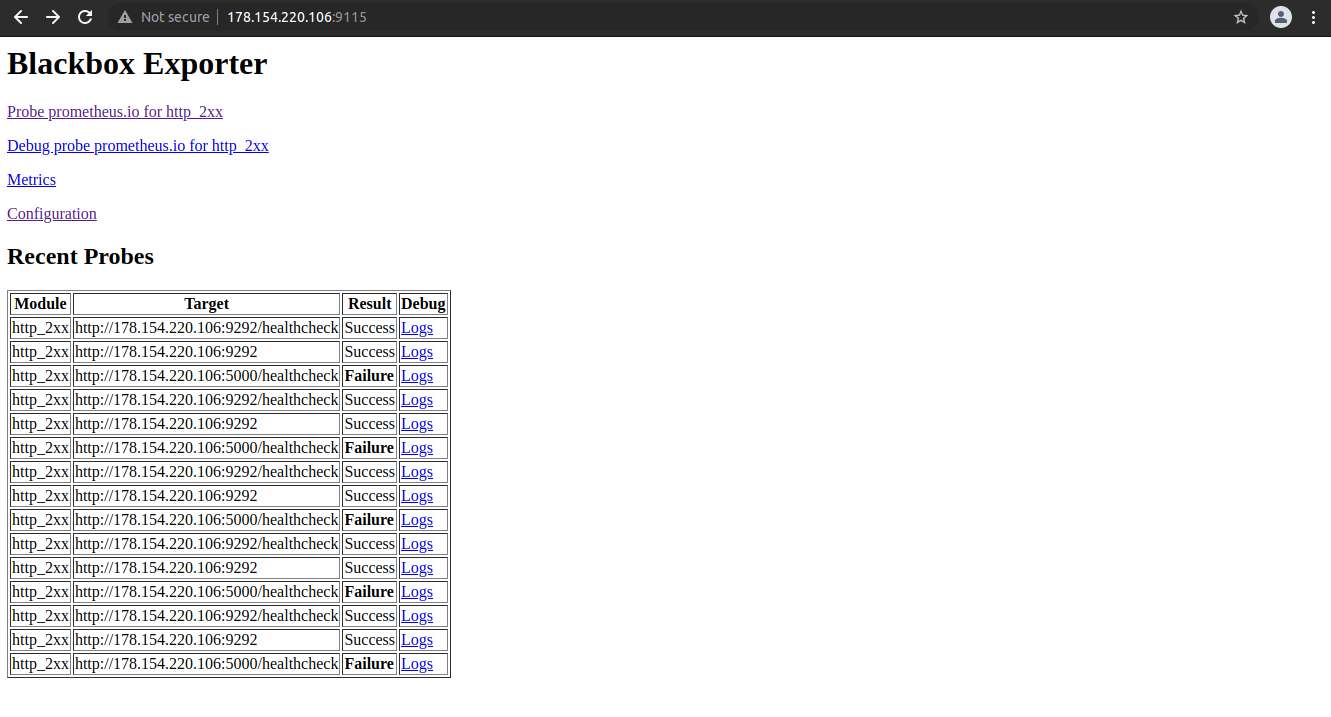 Not secure 178.154.220.106:9115
Blackbox Exporter
Probe prometheus.io for http_2xx
Debug probe prometheus.io for http_2xx
Metrics
Configuration
Recent Probes
Module Target Result Debug
http_2xx http://178.154.220.106:9292/healthcheck Success Logs
http_2xx http://178.154.220.106:9292 Success Logs
http_2xx http://178.154.220.106:5000/healthcheck Failure Logs
http_2xx http://178.154.220.106:9292/healthcheck Success Logs
http_2xx http://178.154.220.106:9292 Success Logs
http_2xx http://178.154.220.106:5000/healthcheck Failure Logs
http_2xx http://178.154.220.106:9292/healthcheck Success Logs
http_2xx http://178.154.220.106:9292 Success Logs
http_2xx http://178.154.220.106:5000/healthcheck Failure Logs
http_2xx http://178.154.220.106:9292/healthcheck Success Logs
http_2xx http://178.154.220.106:9292 Success Logs
http_2xx http://178.154.220.106:5000/healthcheck Failure Logs
http_2xx http://178.154.220.106:9292/healthcheck Success Logs
http_2xx http://178.154.220.106:9292 Success Logs
http_2xx http://178.154.220.106:5000/healthcheck Failure Logs